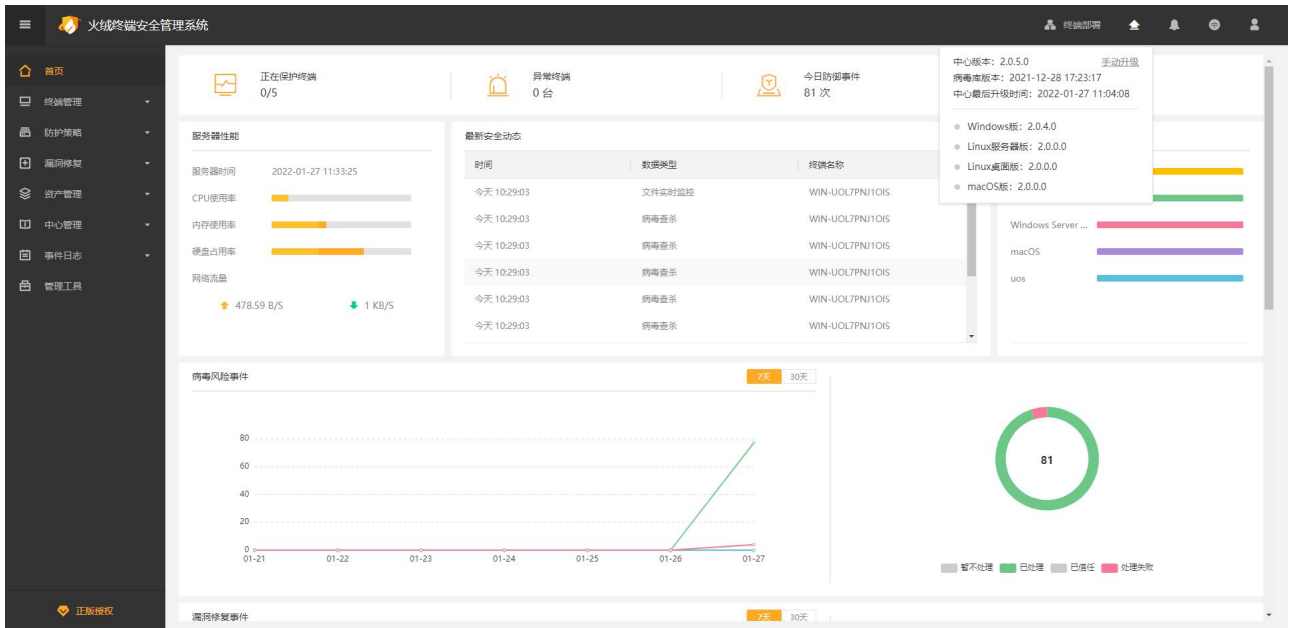 火绒终端安全管理系统
终端部署
中
首页
终端管理
防护策略
漏洞修复
资产管理
中心管理
事件日志
管理工具
正版授权
正在保护终端
0/5
异常终端
0 台
今日防御事件
81 次
中心版本：2.0.5.0 手动升级
病毒库版本：2021-12-28 17:23:17
中心最后升级时间：2022-01-27 11:04:08
Windows版：2.0.4.0
Linux服务器版：2.0.0.0
Linux桌面版：2.0.0.0
macOS版：2.0.0.0
服务器性能
服务器时间 2022-01-27 11:33:25
CPU使用率
内存使用率
硬盘占用率
网络流量
478.59 B/S 1 KB/S
最新安全动态
时间 数据类型 终端名称
今天 10:29:03 文件实时监控 WIN-UOL7PNJ1OIS
今天 10:29:03 病毒查杀 WIN-UOL7PNJ1OIS
今天 10:29:03 病毒查杀 WIN-UOL7PNJ1OIS
今天 10:29:03 病毒查杀 WIN-UOL7PNJ1OIS
今天 10:29:03 病毒查杀 WIN-UOL7PNJ1OIS
今天 10:29:03 病毒查杀 WIN-UOL7PNJ1OIS
Windows Server ...
macOS
uos
病毒风险事件
7天 30天
80
60
40
20
0
01-21 01-22 01-23 01-24 01-25 01-26 01-27
81
暂不处理 已处理 已信任 处理失败
漏洞修复事件
7天 30天